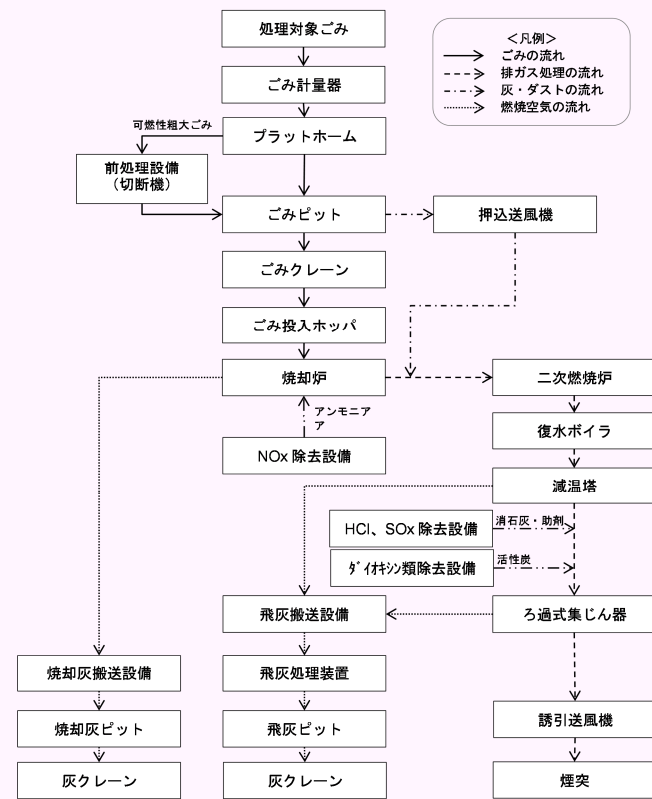 処理対象ごみ
＜凡例＞
ごみの流れ
排ガス処理の流れ
灰・ダストの流れ
燃焼空気の流れ
ごみ計量器
可燃性粗大ごみ
プラットホーム
前処理設備
（切断機）
ごみピット
押込送風機
ごみクレーン
ごみ投入ホッパ
焼却炉
二次燃焼炉
アンモニア
ア
復水ボイラ
NOx 除去設備
減温塔
消石灰・助剤
HCl、SOx 除去設備
活性炭
ﾀﾞｲｵｷｼﾝ類除去設備
飛灰搬送設備
ろ過式集じん器
焼却灰搬送設備
飛灰処理装置
焼却灰ピット
飛灰ピット
誘引送風機
灰クレーン
灰クレーン
煙突